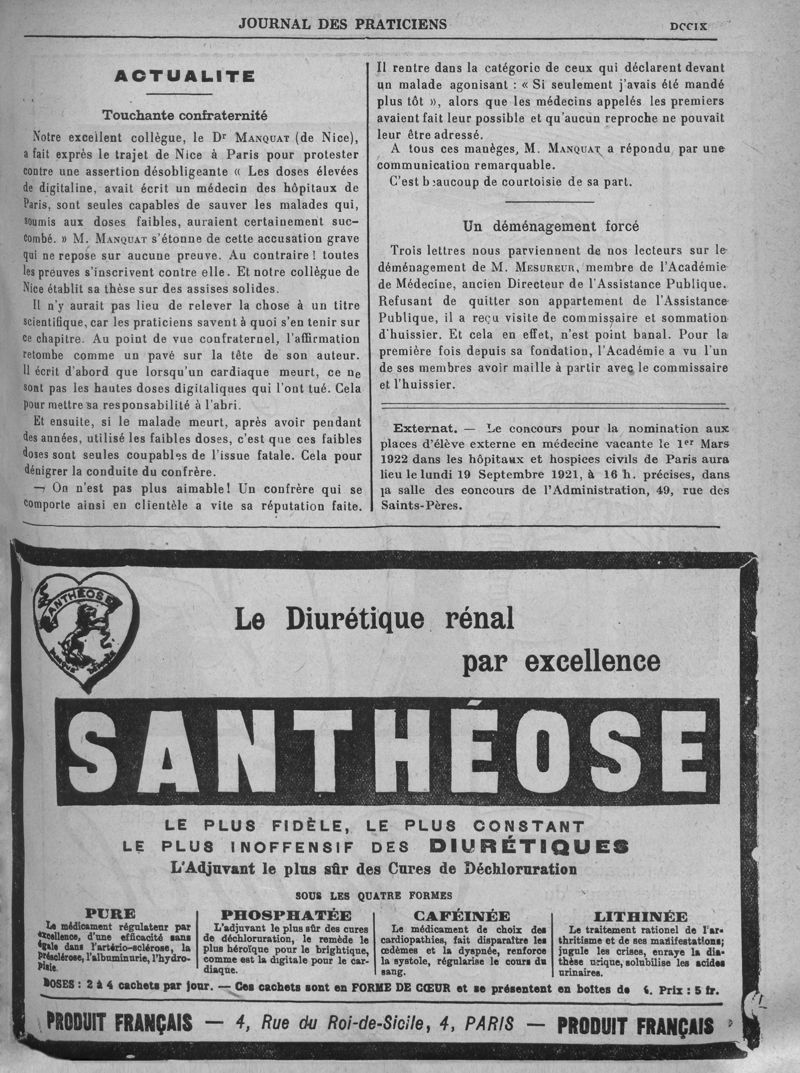 JOURNAL DES PRATICIENS
DCCIX
ACTUALITE
Touchante confraternité
Notre excellent collègue, le Dr MANQUAT (de Nice),
a fait exprès le trajet de Nice à Paris pour protester
contre une assertion désobligeante « Les doses élevées
de digitaline, avait écrit un médecin des hôpitaux de
Paris, sont seules capables de sauver les malades qui,
soumis aux doses faibles, auraient certainement suc-
combé. » M. MANQUAT s'étonne de cette accusation grave
qui ne repose sur aucune preuve. Au contraire ! toutes
les preuves s'inscrivent contre elle. Et notre collègue de
Nice établit sa thèse sur des assises solides.
Il n'y aurait pas lieu de relever la chose à un titre
scientifique, car les praticiens savent à quoi s'en tenir sur
ce chapitre. Au point de vue confraternel, l'affirmation
retombe comme un pavé sur la tête de son auteur.
Il écrit d'abord que lorsqu'un cardiaque meurt, ce ne
sont pas les hautes doses digitaliques qui l'ont tué. Cela
pour mettre sa responsabilité à l'abri.
Et ensuite, si le malade meurt, après avoir pendant
des années, utilisé les faibles doses, c'est que ces faibles
doses sont seules coupables de l'issue fatale. Cela pour
dénigrer la conduite du confrère.
— On n'est pas plus aimable! Un confrère qui se
comporte ainsi en clientèle a vite sa réputation faite.
Il rentre dans la catégorie de ceux qui déclarent devant
un malade agonisant : « Si seulement j'avais été mandé
plus tôt », alors que les médecins appelés les premiers
avaient fait leur possible et qu'aucun reproche ne pouvait
leur être adressé.
A tous ces manèges, M. MANQUAT a répondu par une
communication remarquable.
C'est beaucoup de courtoisie de sa part.
Un déménagement forcé
Trois lettres nous parviennent de nos lecteurs sur le
déménagement de M. MESUREUR, membre de l'Académie
de Médecine, ancien Directeur de l'Assistance Publique.
Refusant de quitter son appartement de l'Assistance
Publique, il a reçu visite de commissaire et sommation
d'huissier. Et cela en effet, n'est point banal. Pour la
première fois depuis sa fondation, l'Académie a vu l'un
de ses membres avoir maille à partir avec le commissaire
et l'huissier.
Externat. — Le concours pour la nomination aux
places d'élève externe en médecine vacante le 1er Mars
1922 dans les hôpitaux et hospices civils de Paris aura
lieu le lundi 19 Septembre 1921, à 16 h. précises, dans
la salle des eoncours de l'Administration, 49, rue des
Saints-Pères.
SANTHÉOSE
Le Diurétique rénal
par excellence
SANTHÉOSE
LE PLUS FIDÈLE, LE PLUS CONSTANT
LE PLUS INOFFENSIF DES DIURÉTIQUES
L'Adjuvant le plus sûr des Cures de Déchloruration
SOUS LES QUATRE FORMES
PURE
Le médicament régulateur par
excellence, d'une efficacité sans
égale dans l'artério-sclérose, la
présclérose, l'albuminurie, l'hydro-
pisie.
PHOSPHATÉE
L'adjuvant le plus sûr des cures
de déchloruration, le remède le
plus héroïque pour le brightique,
comme est la digitale pour le car-
diaque.
CAFÉINÉE
Le médicament de choix des
cardiopathies, fait disparaître les
œdèmes et la dyspnée, renforce
la systole, régularise le cours du
sang.
LITHINÉE
Le traitement rationel de l'ar-
thritisme et de ses manifestations;
jugule les crises, enraye la dia-
thèse urique, solubilise les acides
urinaires.
DOSES : 2 à 4 cachets par jour. — Ces cachets sont en FORME DE CŒUR et se présentent en boîtes de Prix : 5 fr.
PRODUIT FRANÇAIS — 4, Rue du Roi-de-Sicile, 4, PARIS — PRODUIT FRANÇAIS